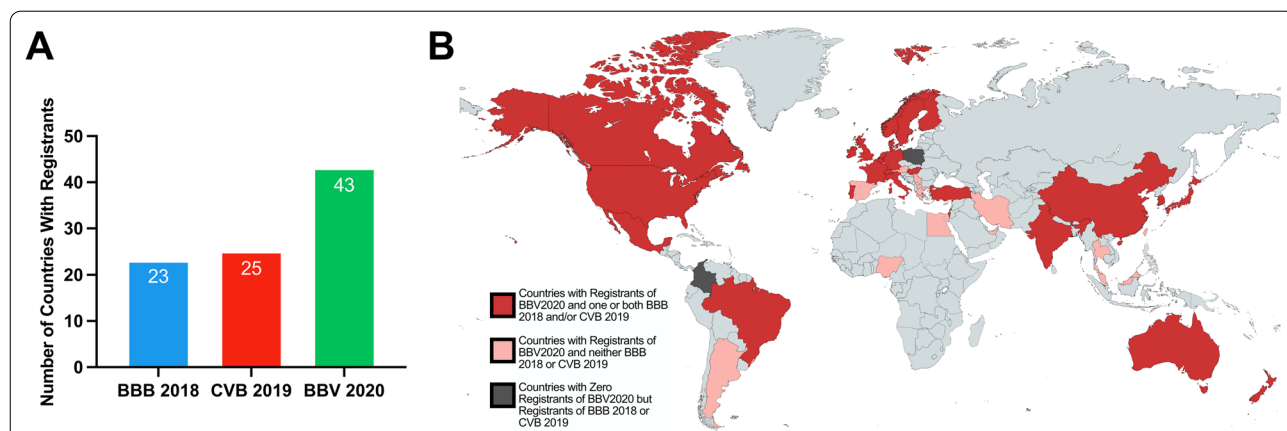 A
Number of Countries With Registrants
50
40
30
20
10
0
23
25
43
BBB 2018
CVB 2019
BBV 2020
B
Countries with Registrants of
BBV2020 and one or both BBB
2018 and/or CVB 2019
Countries with Registrants of
BBV2020 and neither BBB
2018 or CVB 2019
Countries with Zero
Registrants of BBV2020 but
Registrants of BBB 2018 or
CVB 2019